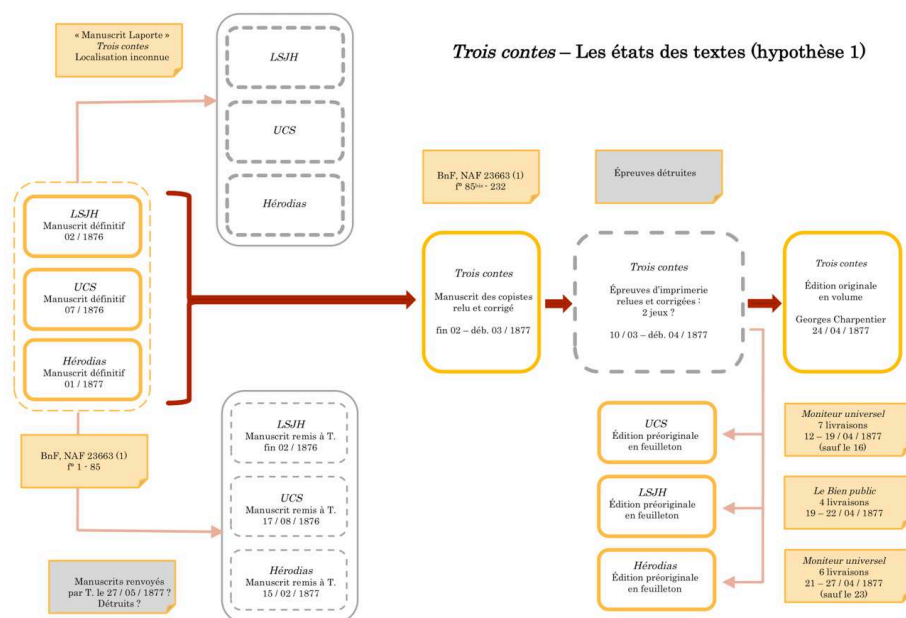 Trois contes – Les états des textes (hypothèse 1)
« Manuscrit Laporte »
Trois contes
Localisation inconnue
LSJH
UCS
Hérodias
LSJH
Manuscrit définitif
02 / 1876
UCS
Manuscrit définitif
07 / 1876
Hérodias
Manuscrit définitif
01 / 1877
BnF, NAF 23663 (1)
fº 1 - 85
Manuscrits renvoyés
par T. le 27 / 05 / 1877 ?
Détruits ?
LSJH
Manuscrit remis à T.
fin 02 / 1876
UCS
Manuscrit remis à T.
17 / 08 / 1876
Hérodias
Manuscrit remis à T.
15 / 02 / 1877
BnF, NAF 23663 (1)
fº 85bis - 232
Trois contes
Manuscrit des copistes
relu et corrigé
fin 02 – déb. 03 / 1877
Épreuves détruites
Trois contes
Épreuves d'imprimerie
relues et corrigées :
2 jeux ?
10 / 03 – déb. 04 / 1877
Trois contes
Édition originale
en volume
Georges Charpentier
24 / 04 / 1877
UCS
Édition préoriginale
en feuilleton
Moniteur universel
7 livraisons
12 – 19 / 04 / 1877
(sauf le 16)
LSJH
Édition préoriginale
en feuilleton
Le Bien public
4 livraisons
19 – 22 / 04 / 1877
Hérodias
Édition préoriginale
en feuilleton
Moniteur universel
6 livraisons
21 – 27 / 04 / 1877
(sauf le 23)